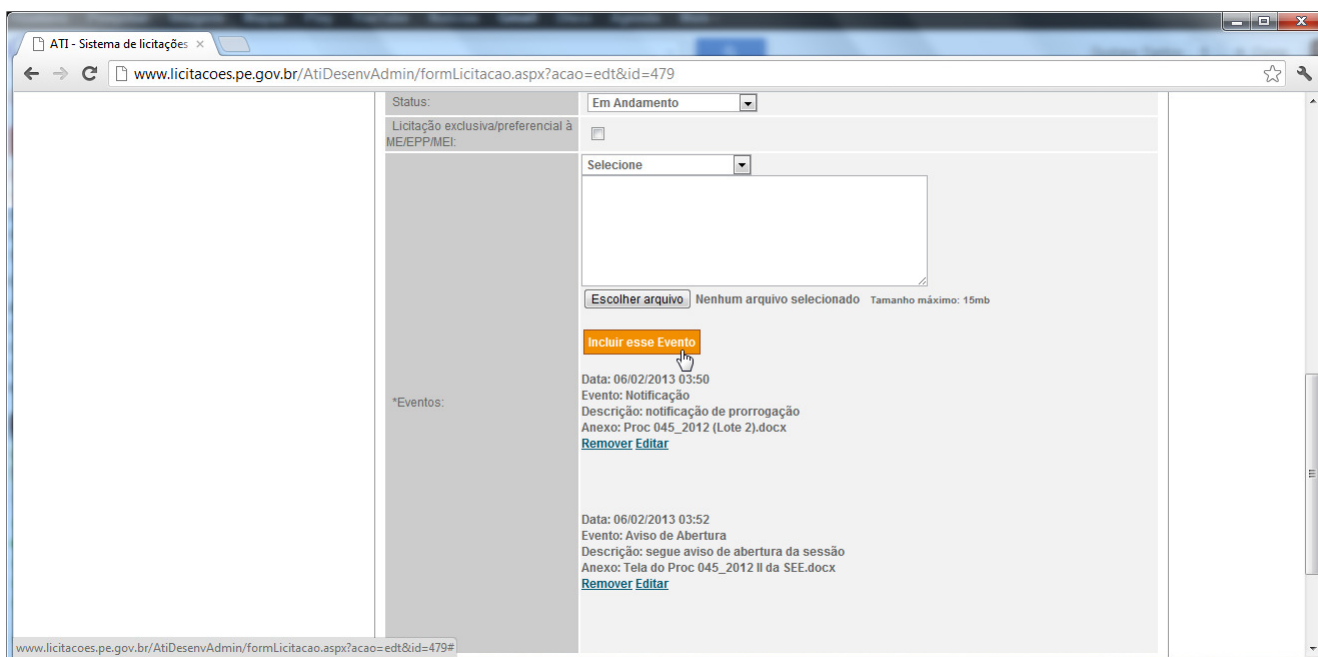 ATI - Sistema de licitações
www.licitacoes.pe.gov.br/AtiDesenvAdmin/formLicitacao.aspx?acao=edt&id=479
Status:
Em Andamento
Licitação exclusiva/preferencial à
ME/EPP/MEI:
Selecione
Escolher arquivo Nenhum arquivo selecionado Tamanho máximo: 15mb
Incluir esse Evento
*Eventos:
Data: 06/02/2013 03:50
Evento: Notificação
Descrição: notificação de prorrogação
Anexo: Proc 045_2012 (Lote 2).docx
Remover Editar
Data: 06/02/2013 03:52
Evento: Aviso de Abertura
Descrição: segue aviso de abertura da sessão
Anexo: Tela do Proc 045_2012 II da SEE.docx
Remover Editar
www.licitacoes.pe.gov.br/AtiDesenvAdmin/formLicitacao.aspx?acao=edt&id=479#